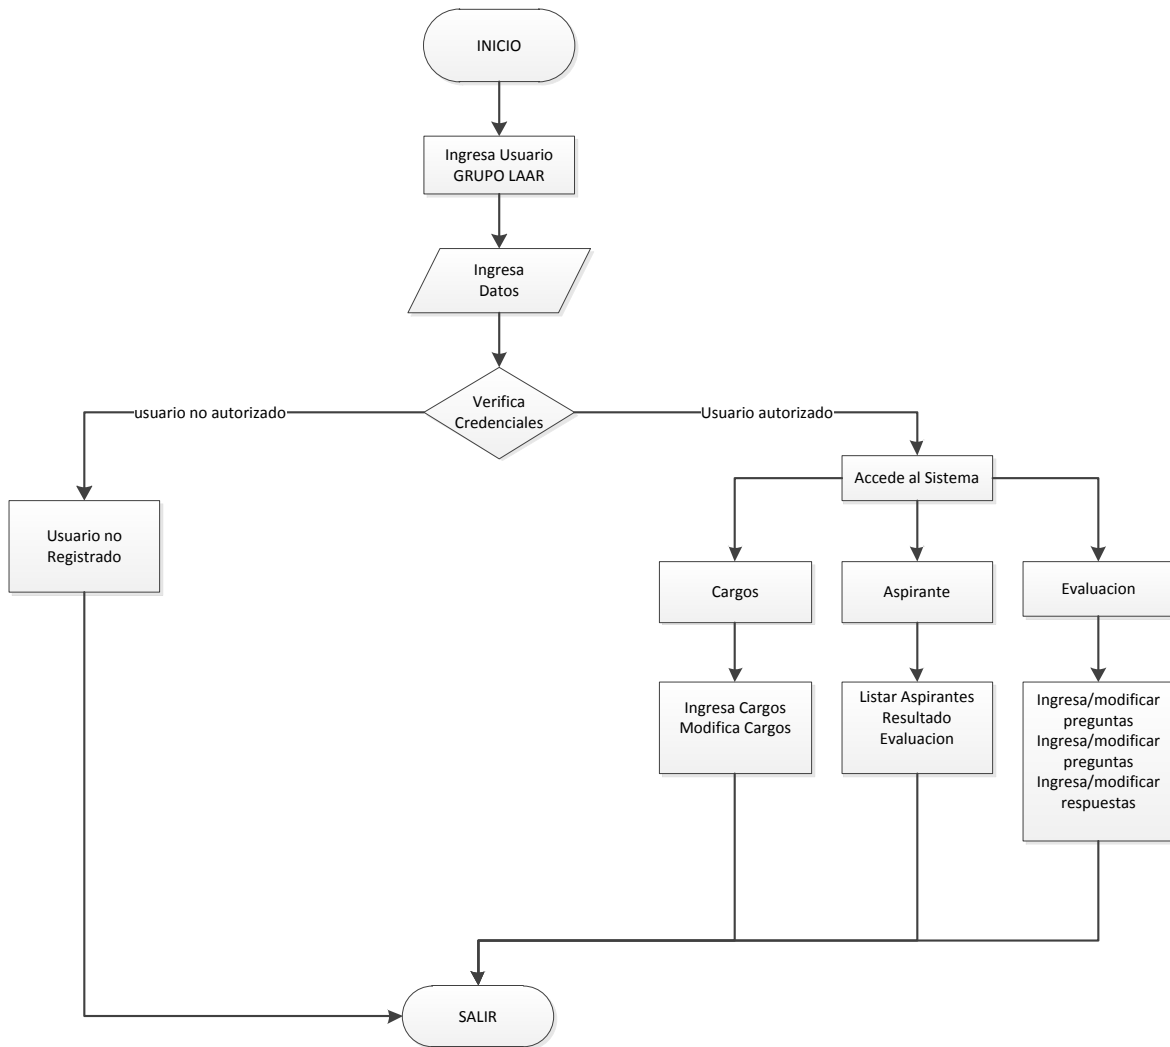 INICIO
Ingresa Usuario
GRUPO LAAR
Ingresa
Datos
Verifica
Credenciales
usuario no autorizado
Usuario autorizado
Accede al Sistema
Usuario no
Registrado
Cargos
Aspirante
Evaluacion
Ingresa Cargos
Modifica Cargos
Listar Aspirantes
Resultado
Evaluacion
Ingresa/modificar
preguntas
Ingresa/modificar
preguntas
Ingresa/modificar
respuestas
SALIR